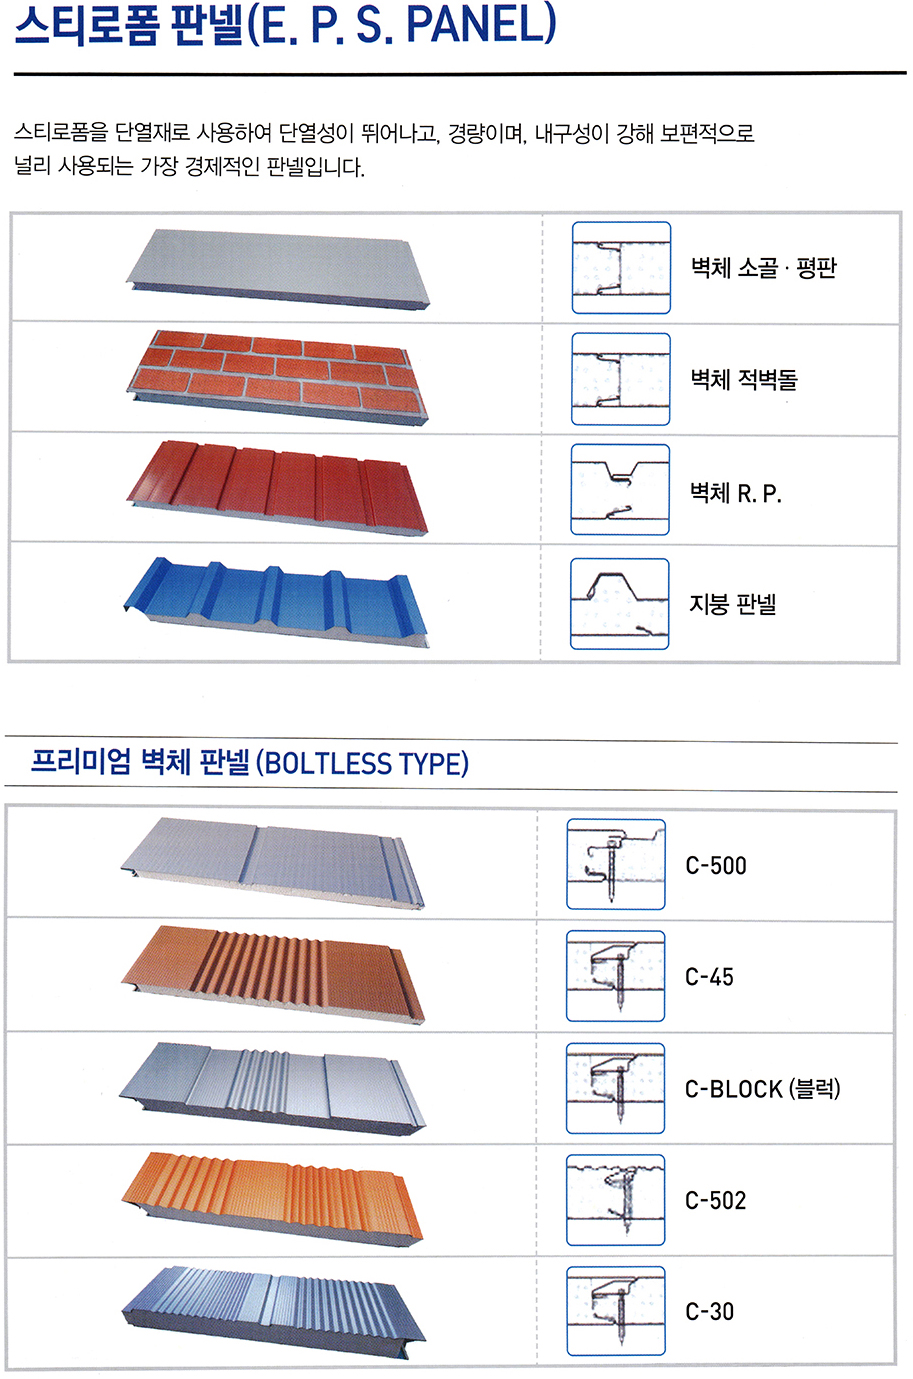 스티로폼 판넬(E. P. S. PANEL)
스티로폼을 단열재로 사용하여 단열성이 뛰어나고, 경량이며, 내구성이 강해 보편적으로
널리 사용되는 가장 경제적인 판넬입니다.
벽체 소골 · 평판
벽체 적벽돌
벽체 R. P.
지붕 판넬
프리미엄 벽체 판넬 (BOLTLESS TYPE)
C-500
C-45
C-BLOCK (블럭)
C-502
C-30